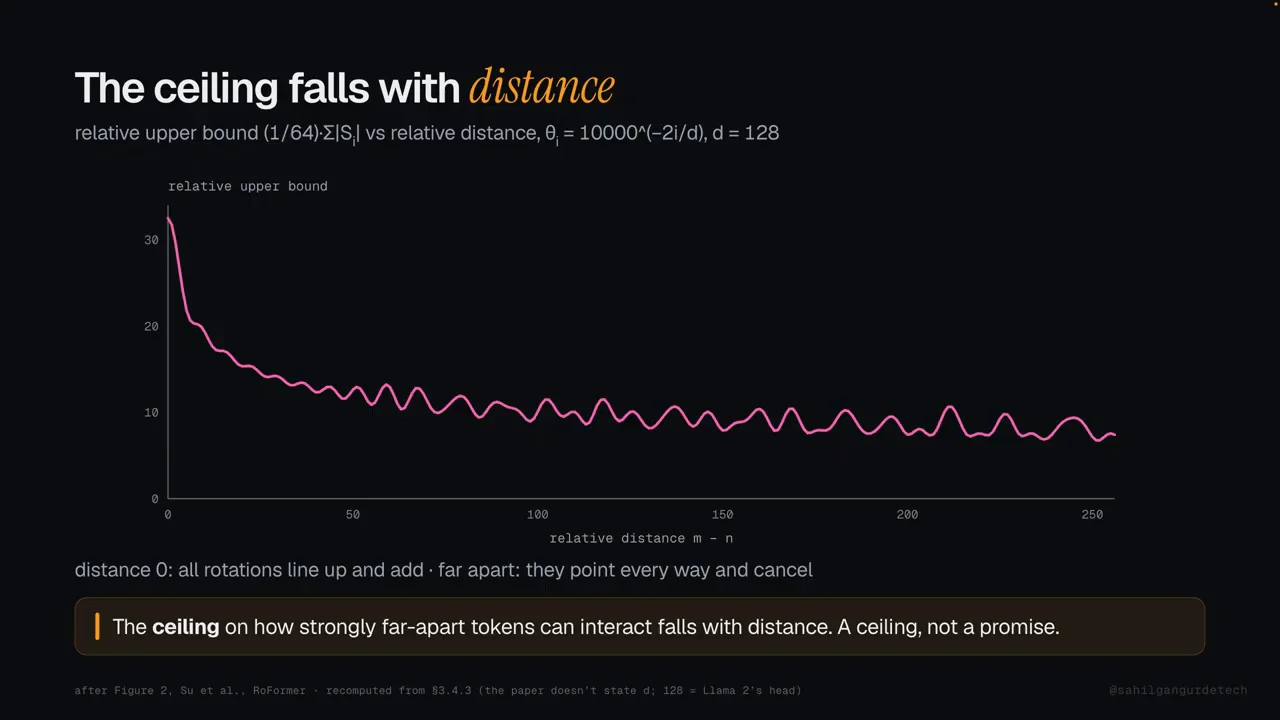 The ceiling falls with distance
relative upper bound (1/64)·Σ|Sᵢ| vs relative distance, θᵢ = 10000^(−2i/d), d = 128
relative upper bound
30
20
10
0
0 50 100 150 200 250
relative distance m − n
distance 0: all rotations line up and add · far apart: they point every way and cancel
The ceiling on how strongly far-apart tokens can interact falls with distance. A ceiling, not a promise.
after Figure 2, Su et al., RoFormer · recomputed from §3.4.3 (the paper doesn't state d; 128 = Llama 2's head)
@sahilgangurdetech